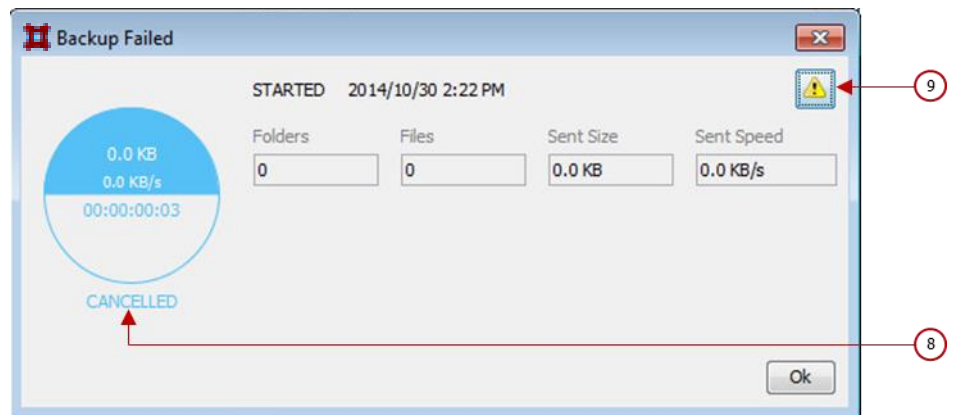 Backup Failed
STARTED 2014/10/30 2:22 PM
9
Folders Files Sent Size Sent Speed
0 0 0.0 KB 0.0 KB/s
0.0 KB
0.0 KB/s
00:00:00:03
CANCELLED
8
Ok